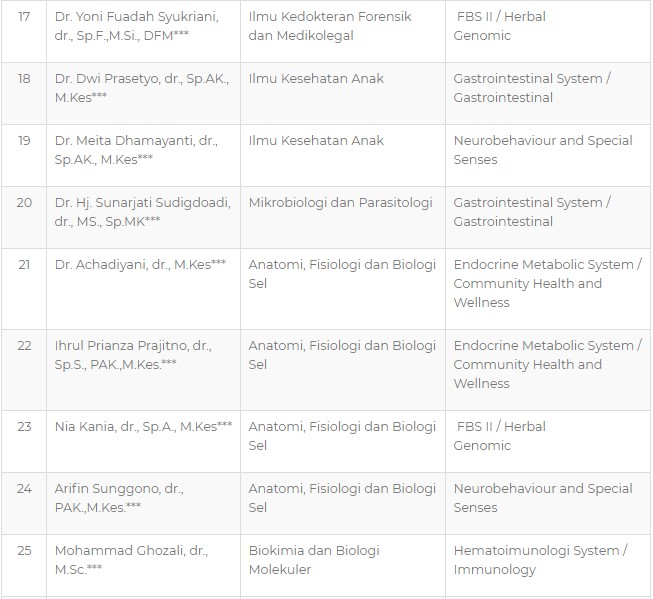 17
Dr. Yoni Fuadah Syukriani,
dr., Sp.F.,M.Si., DFM***
Ilmu Kedokteran Forensik
dan Medikolegal
FBS II / Herbal
Genomic
18
Dr. Dwi Prasetyo, dr., Sp.AK.,
M.Kes***
Ilmu Kesehatan Anak
Gastrointestinal System /
Gastrointestinal
19
Dr. Meita Dhamayanti, dr.,
Sp.AK., M.Kes***
Ilmu Kesehatan Anak
Neurobehaviour and Special
Senses
20
Dr. Hj. Sunarjati Sudigdoadi,
dr., MS., Sp.MK***
Mikrobiologi dan Parasitologi
Gastrointestinal System /
Gastrointestinal
21
Dr. Achadiyani, dr., M.Kes***
Anatomi, Fisiologi dan Biologi
Sel
Endocrine Metabolic System /
Community Health and
Wellness
22
Ihrul Prianza Prajitno, dr.,
Sp.S., PAK.,M.Kes.***
Anatomi, Fisiologi dan Biologi
Sel
Endocrine Metabolic System /
Community Health and
Wellness
23
Nia Kania, dr., Sp.A., M.Kes***
Anatomi, Fisiologi dan Biologi
Sel
FBS II / Herbal
Genomic
24
Arifin Sunggono, dr.,
PAK.,M.Kes.***
Anatomi, Fisiologi dan Biologi
Sel
Neurobehaviour and Special
Senses
25
Mohammad Ghozali, dr.,
M.Sc.***
Biokimia dan Biologi
Molekuler
Hematoimunologi System /
Immunology